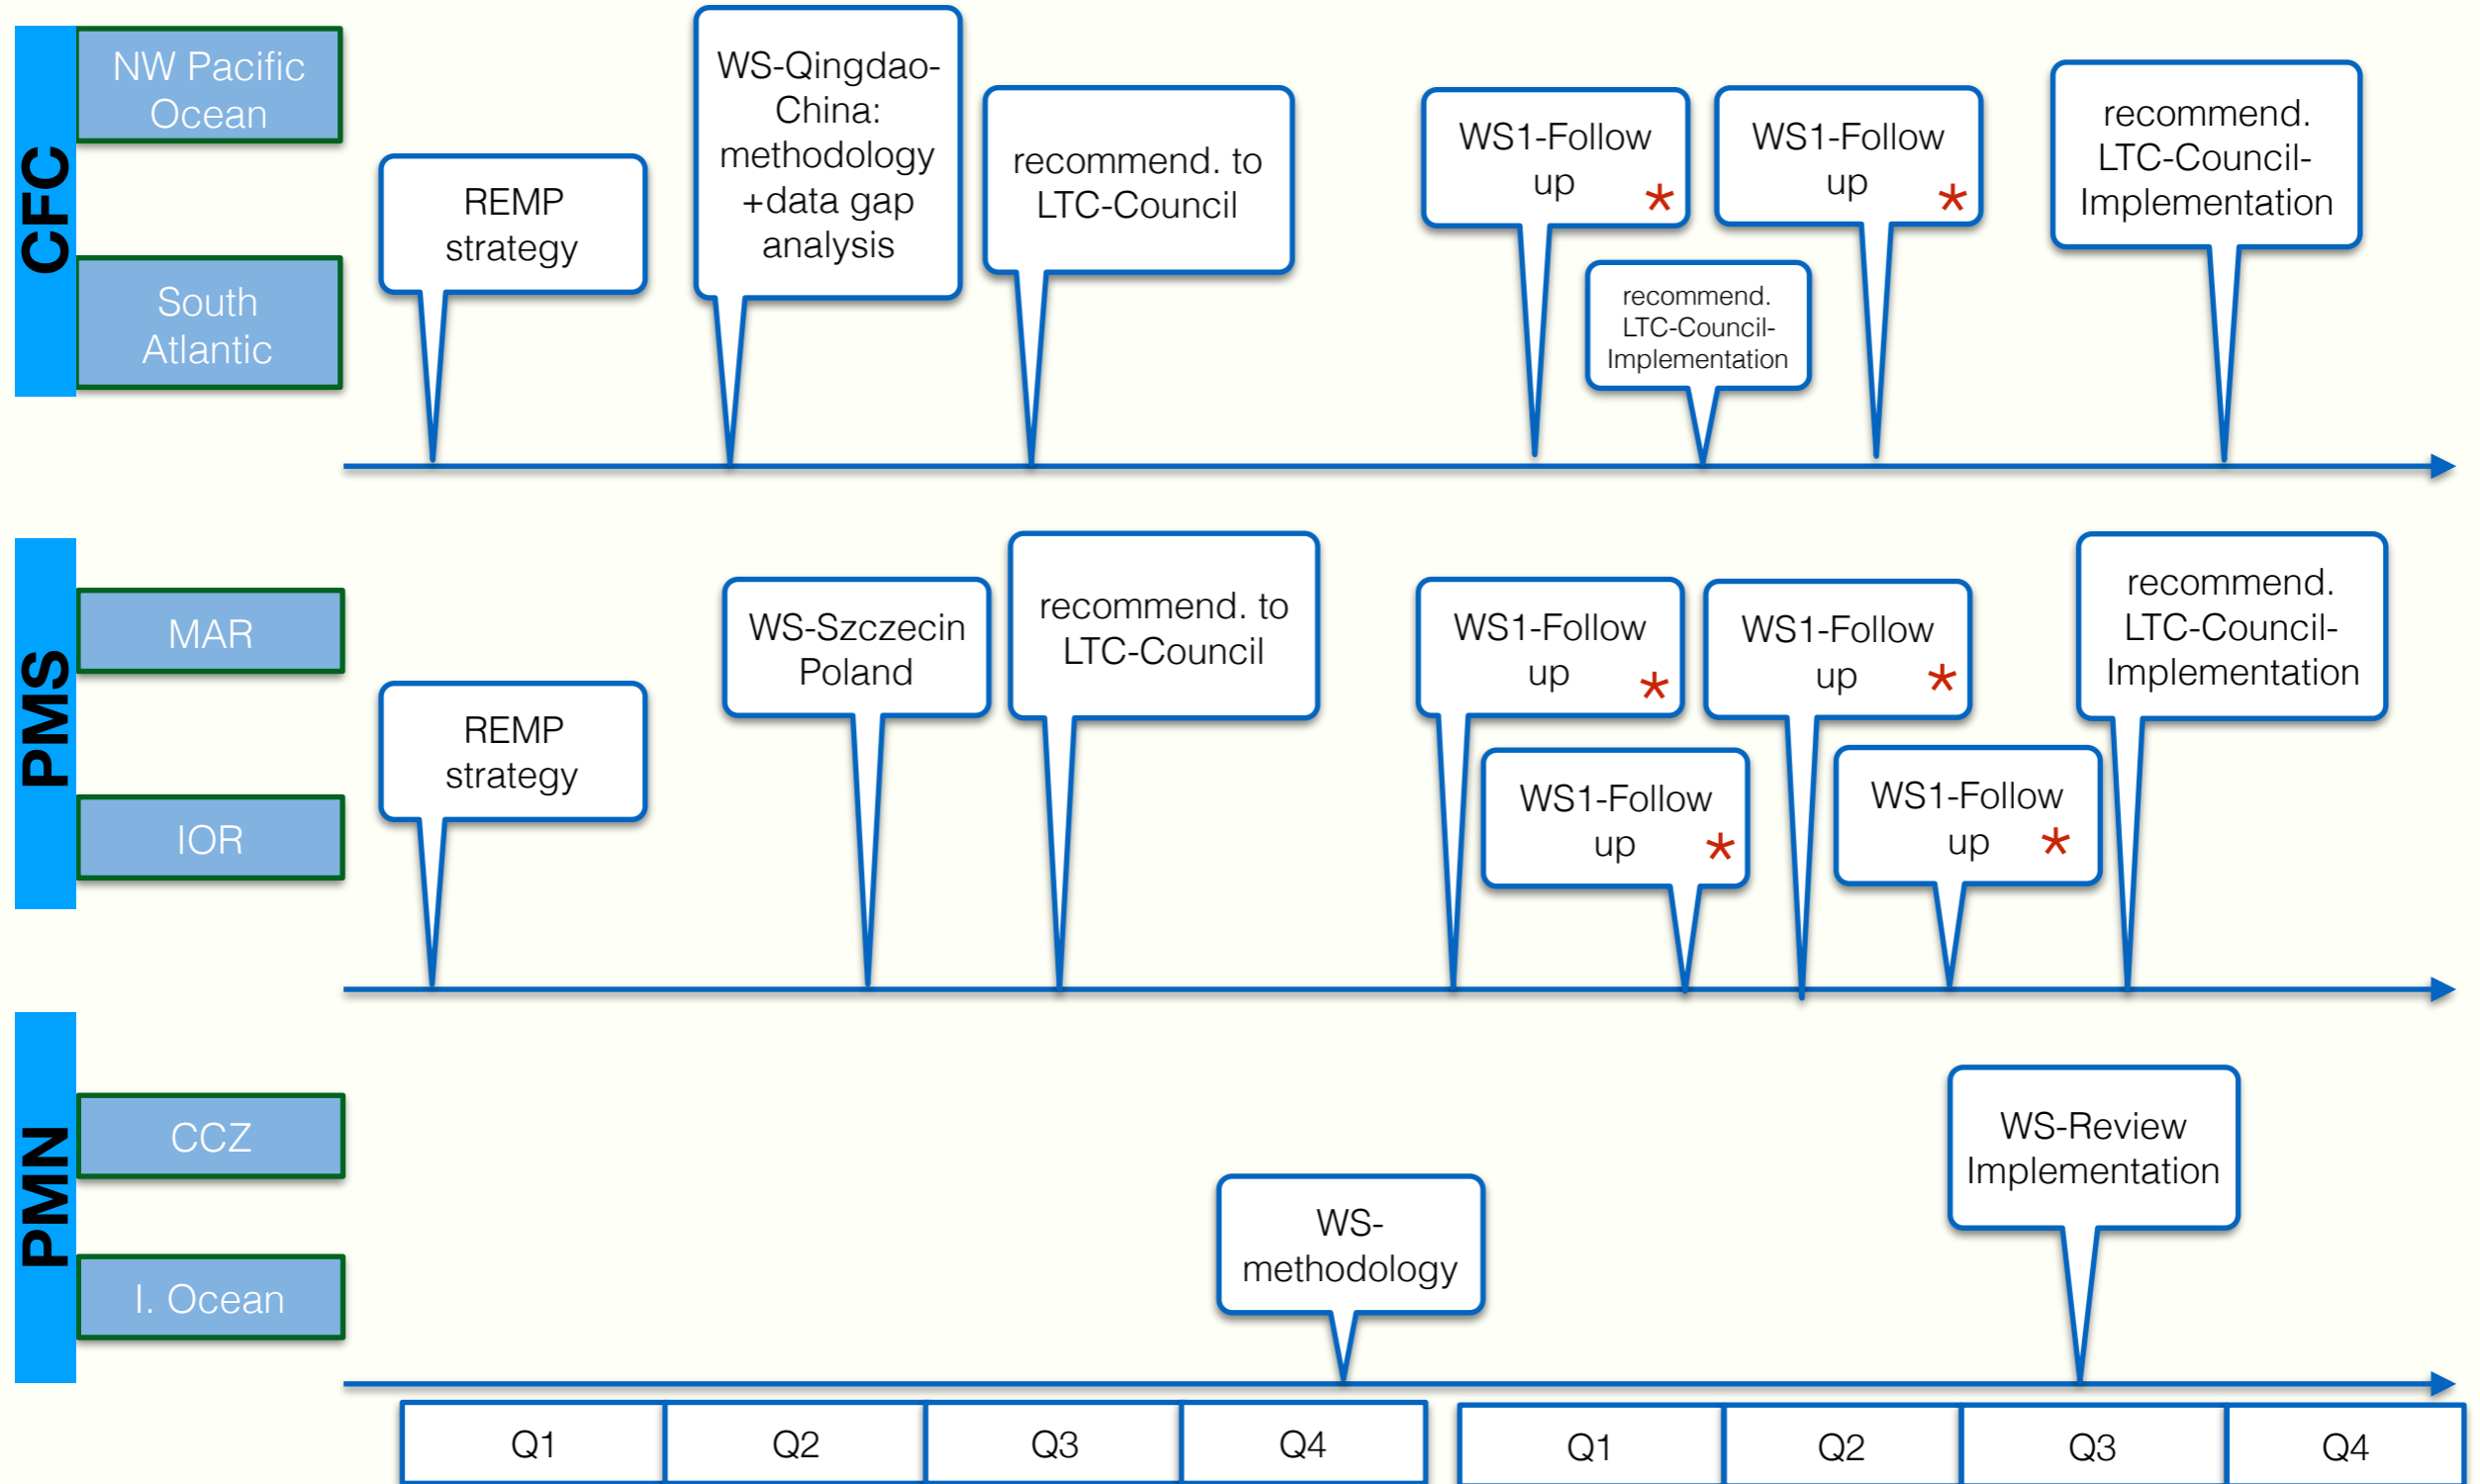 CFC
NW Pacific
Ocean
South
Atlantic
REMP
strategy
WS-Qingdao-
China:
methodology
+data gap
analysis
recommend. to
LTC-Council
WS1-Follow
up *
recommend.
LTC-Council-
Implementation
WS1-Follow
up *
recommend.
LTC-Council-
Implementation
PMS
MAR
IOR
REMP
strategy
WS-Szczecin
Poland
recommend. to
LTC-Council
WS1-Follow
up *
WS1-Follow
up *
WS1-Follow
up *
WS1-Follow
up *
recommend.
LTC-Council-
Implementation
PMN
CCZ
I. Ocean
WS-
methodology
WS-Review
Implementation
Q1 Q2 Q3 Q4 Q1 Q2 Q3 Q4